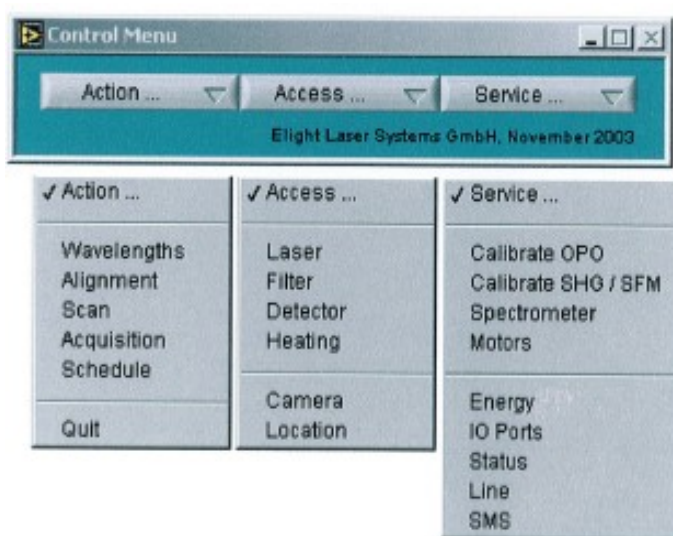 Control Menu
Action ... Access ... Service ...
Elight Laser Systems GmbH, November 2003
✓ Action ...
Wavelengths
Alignment
Scan
Acquisition
Schedule
Quit
✓ Access ...
Laser
Filter
Detector
Heating
Camera
Location
✓ Service ...
Calibrate OPO
Calibrate SHG / SFM
Spectrometer
Motors
Energy
IO Ports
Status
Line
SMS